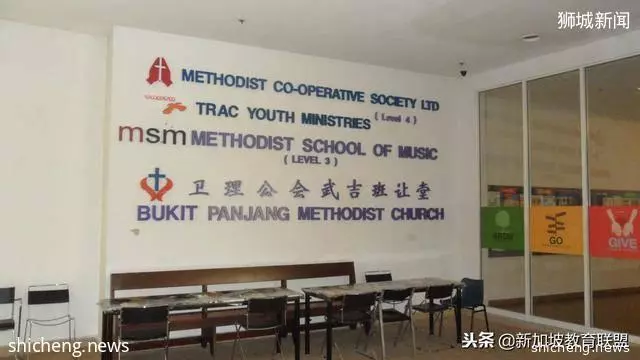 狮城新闻
METHODIST CO-OPERATIVE SOCIETY LTD
TRAC YOUTH MINISTRIES (Level 4)
msm METHODIST SCHOOL OF MUSIC
(LEVEL 3)
卫理公会武吉班让堂
BUKIT PANJANG METHODIST CHURCH
GROW
GO
GIVE
shicheng.news
头条 @新加坡教育联盟
shicheng.news